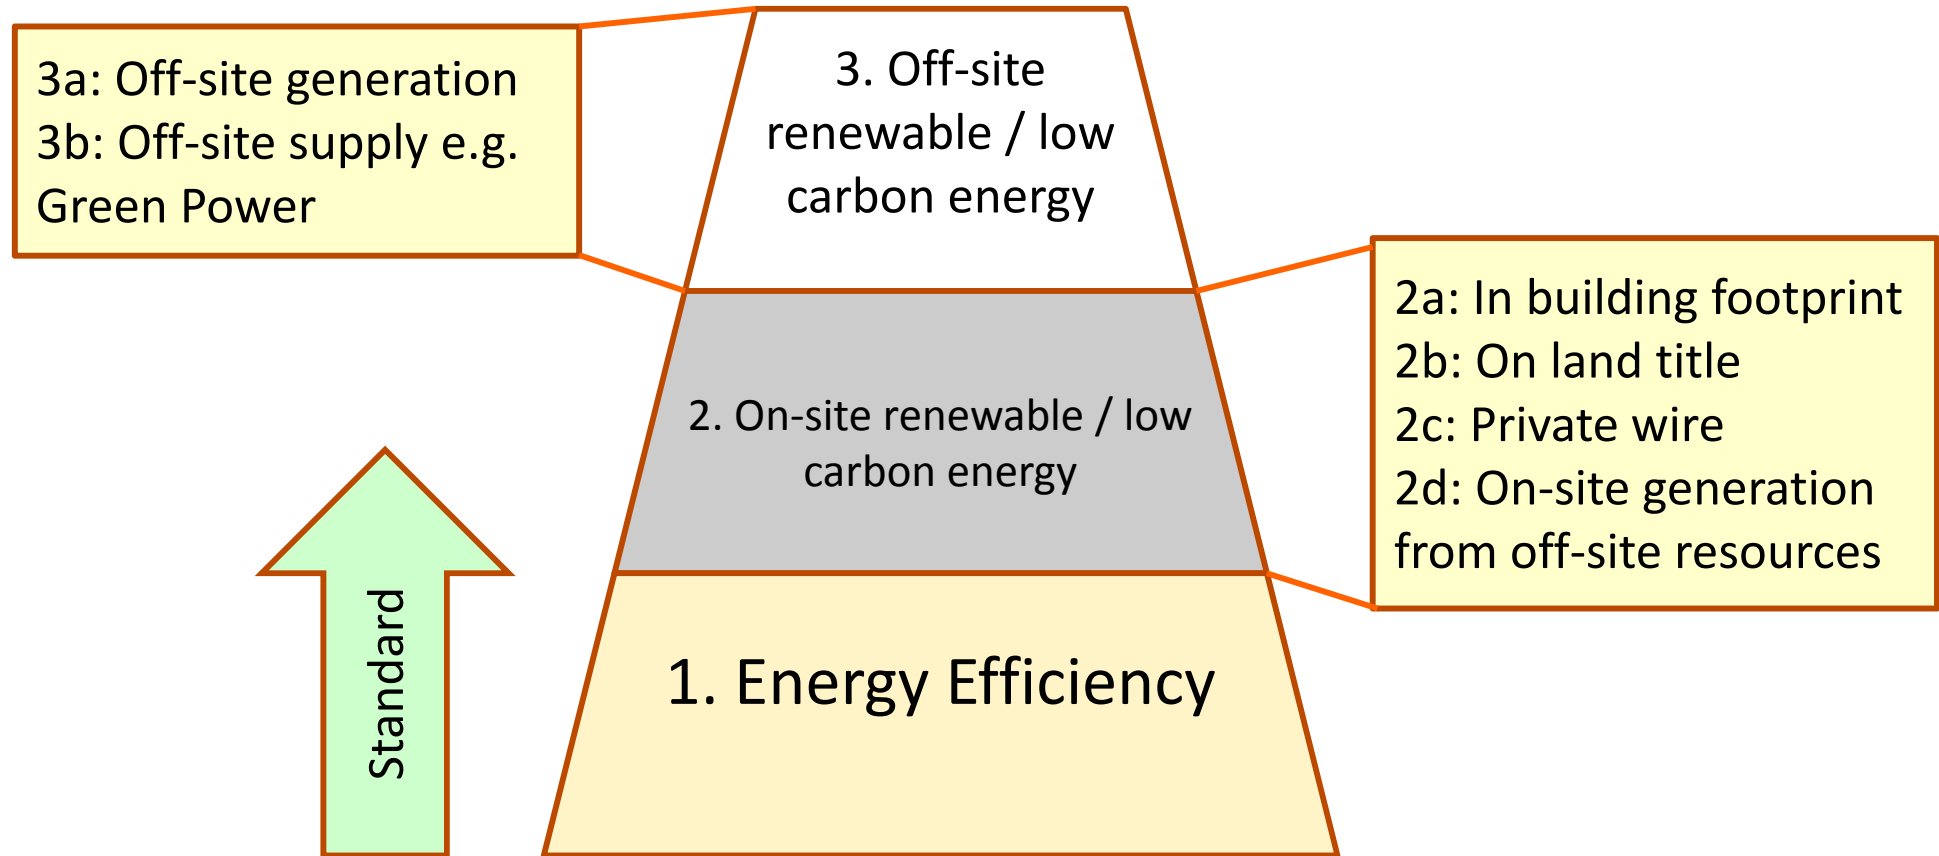 3a: Off-site generation
3b: Off-site supply e.g.
Green Power
3. Off-site
renewable / low
carbon energy
2a: In building footprint
2b: On land title
2c: Private wire
2d: On-site generation
from off-site resources
2. On-site renewable / low
carbon energy
Standard
1. Energy Efficiency